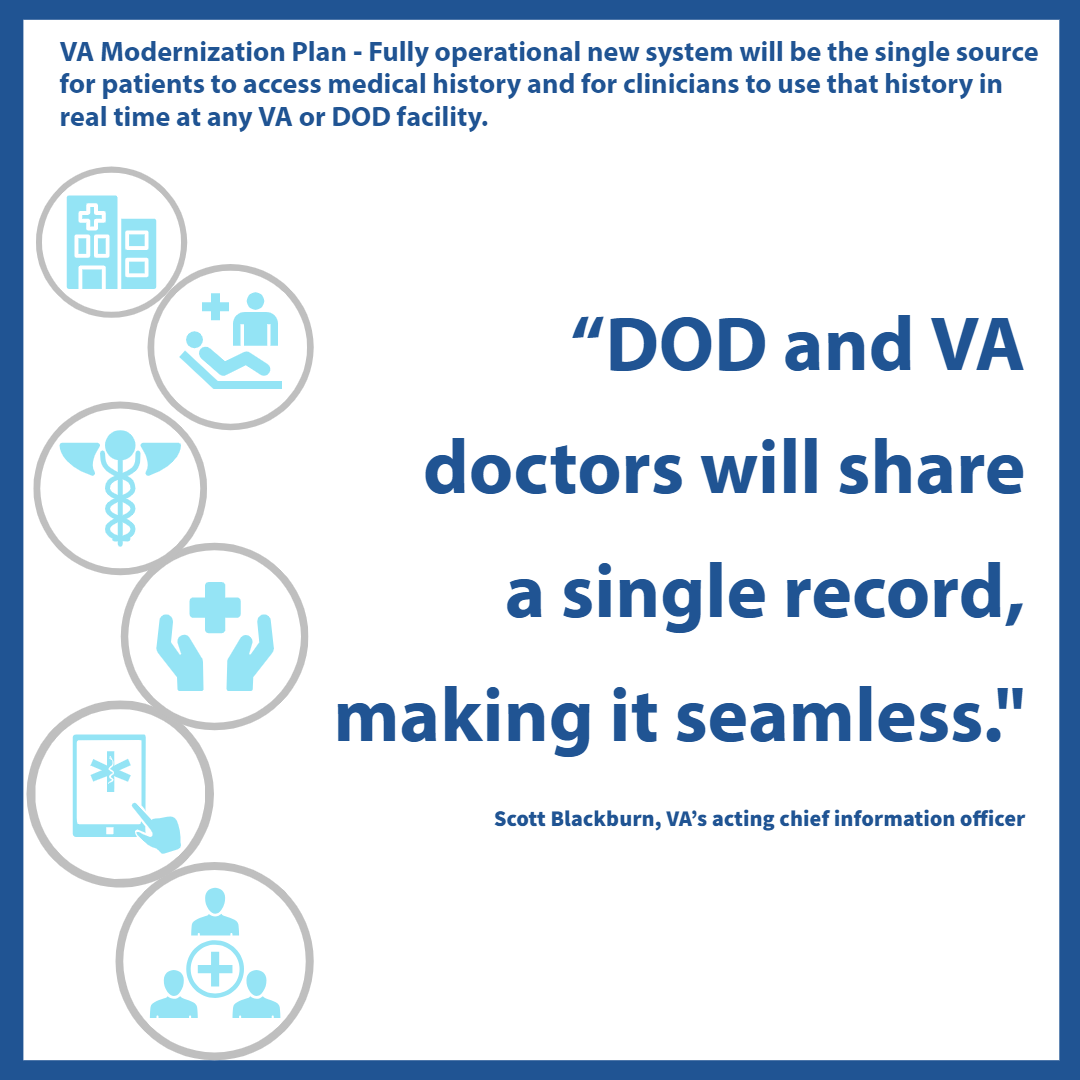 VA Modernization Plan - Fully operational new system will be the single source
for patients to access medical history and for clinicians to use that history in
real time at any VA or DOD facility.
“DOD and VA
doctors will share
a single record,
making it seamless."
Scott Blackburn, VA’s acting chief information officer